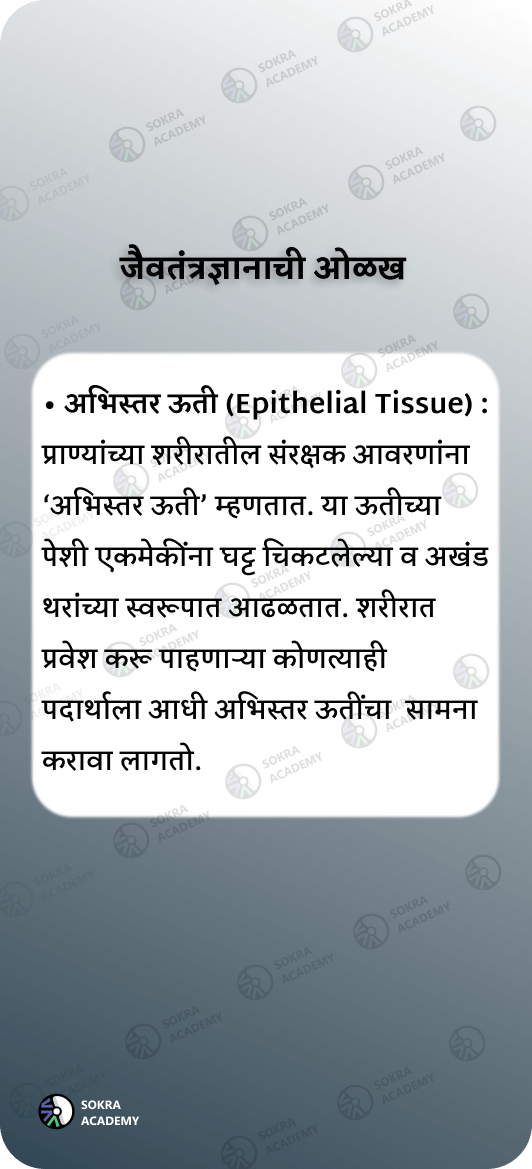 जैवतंत्रज्ञानाची ओळख
• अभिस्तर ऊती (Epithelial Tissue) :
प्राण्यांच्या शरीरातील संरक्षक आवरणांना
‘अभिस्तर ऊती’ म्हणतात. या ऊतीच्या
पेशी एकमेकींना घट्ट चिकटलेल्या व अखंड
थरांच्या स्वरूपात आढळतात. शरीरात
प्रवेश करू पाहणाऱ्या कोणत्याही
पदार्थाला आधी अभिस्तर ऊतींचा सामना
करावा लागतो.
SOKRA
ACADEMY